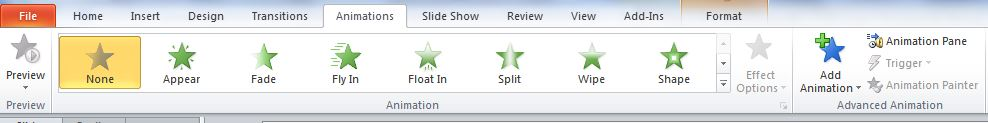 File Home Insert Design Transitions Animations Slide Show Review View Add-Ins Format
Preview
None Appear Fade Fly In Float In Split Wipe Shape
Effect Options
Add Animation
Animation Pane
Trigger
Animation Painter
Preview Animation Advanced Animation